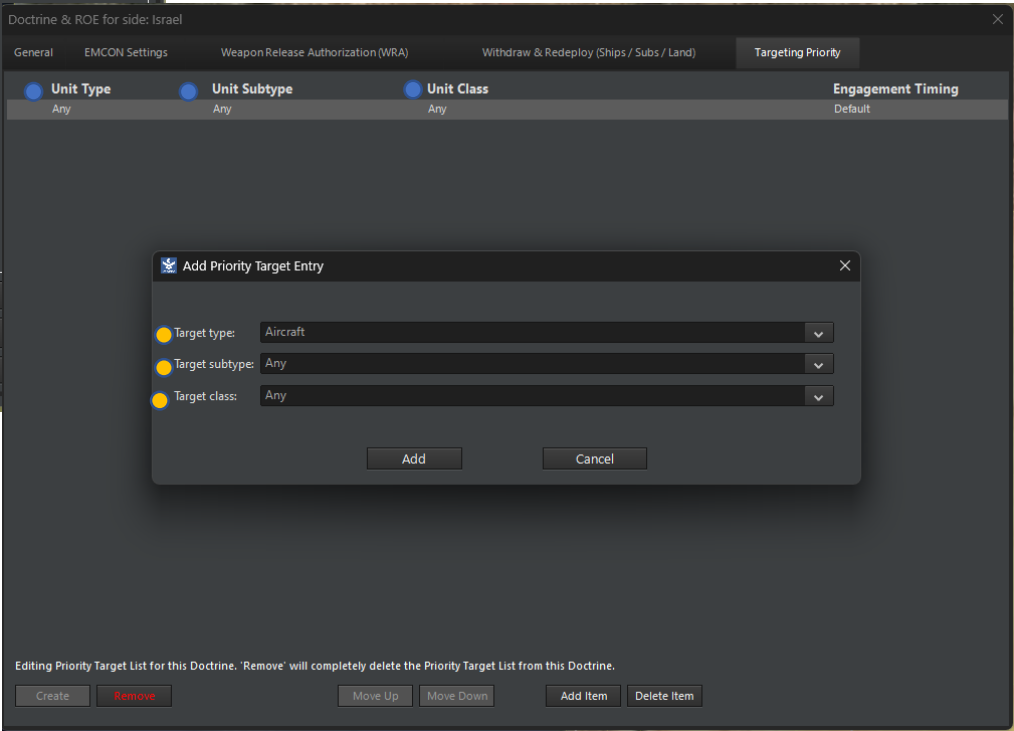 Doctrine & ROE for side: Israel
General EMCON Settings Weapon Release Authorization (WRA) Withdraw & Redeploy (Ships / Subs / Land) Targeting Priority
Unit Type Unit Subtype Unit Class Engagement Timing
Any Any Any Default
Add Priority Target Entry
Target type: Aircraft
Target subtype: Any
Target class: Any
Add Cancel
Editing Priority Target List for this Doctrine. 'Remove' will completely delete the Priority Target List from this Doctrine.
Create Remove Move Up Move Down Add Item Delete Item